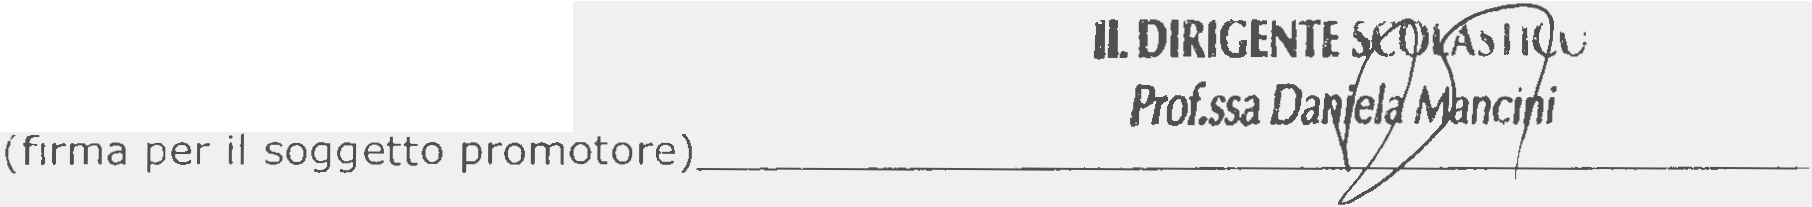 IL DIRIGENTE SCOLASTICO
Prof.ssa Daniela Mancini
(firma per il soggetto promotore)